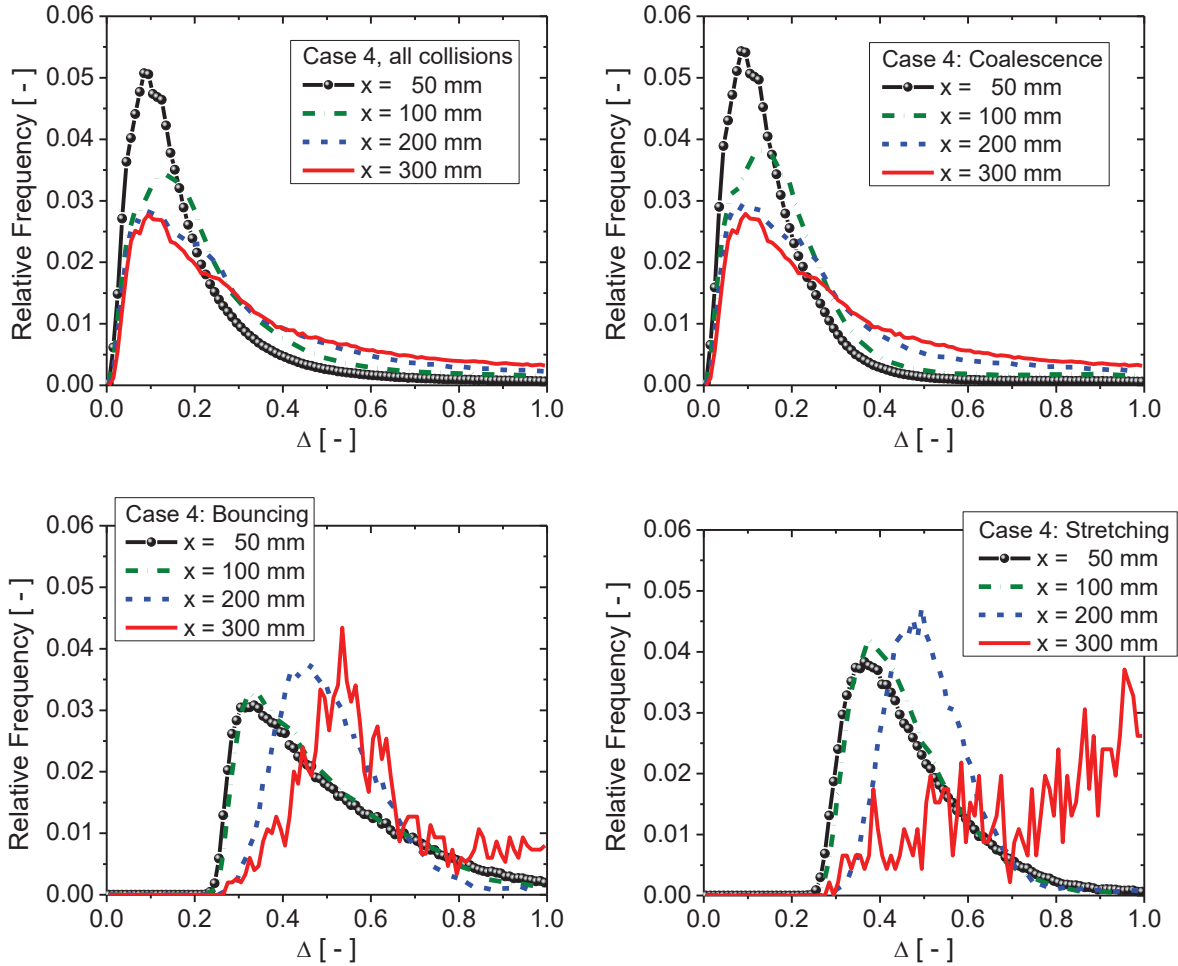 Relative Frequency [ - ]
0.06
0.05
0.04
0.03
0.02
0.01
0.00
Case 4, all collisions
x = 50 mm
x = 100 mm
x = 200 mm
x = 300 mm
0.0 0.2 0.4 0.6 0.8 1.0
Δ [ - ]
Relative Frequency [ - ]
0.06
0.05
0.04
0.03
0.02
0.01
0.00
Case 4: Coalescence
x = 50 mm
x = 100 mm
x = 200 mm
x = 300 mm
0.0 0.2 0.4 0.6 0.8 1.0
Δ [ - ]
Relative Frequency [ - ]
0.06
0.05
0.04
0.03
0.02
0.01
0.00
Case 4: Bouncing
x = 50 mm
x = 100 mm
x = 200 mm
x = 300 mm
0.0 0.2 0.4 0.6 0.8 1.0
Δ [ - ]
Relative Frequency [ - ]
0.06
0.05
0.04
0.03
0.02
0.01
0.00
Case 4: Stretching
x = 50 mm
x = 100 mm
x = 200 mm
x = 300 mm
0.0 0.2 0.4 0.6 0.8 1.0
Δ [ - ]